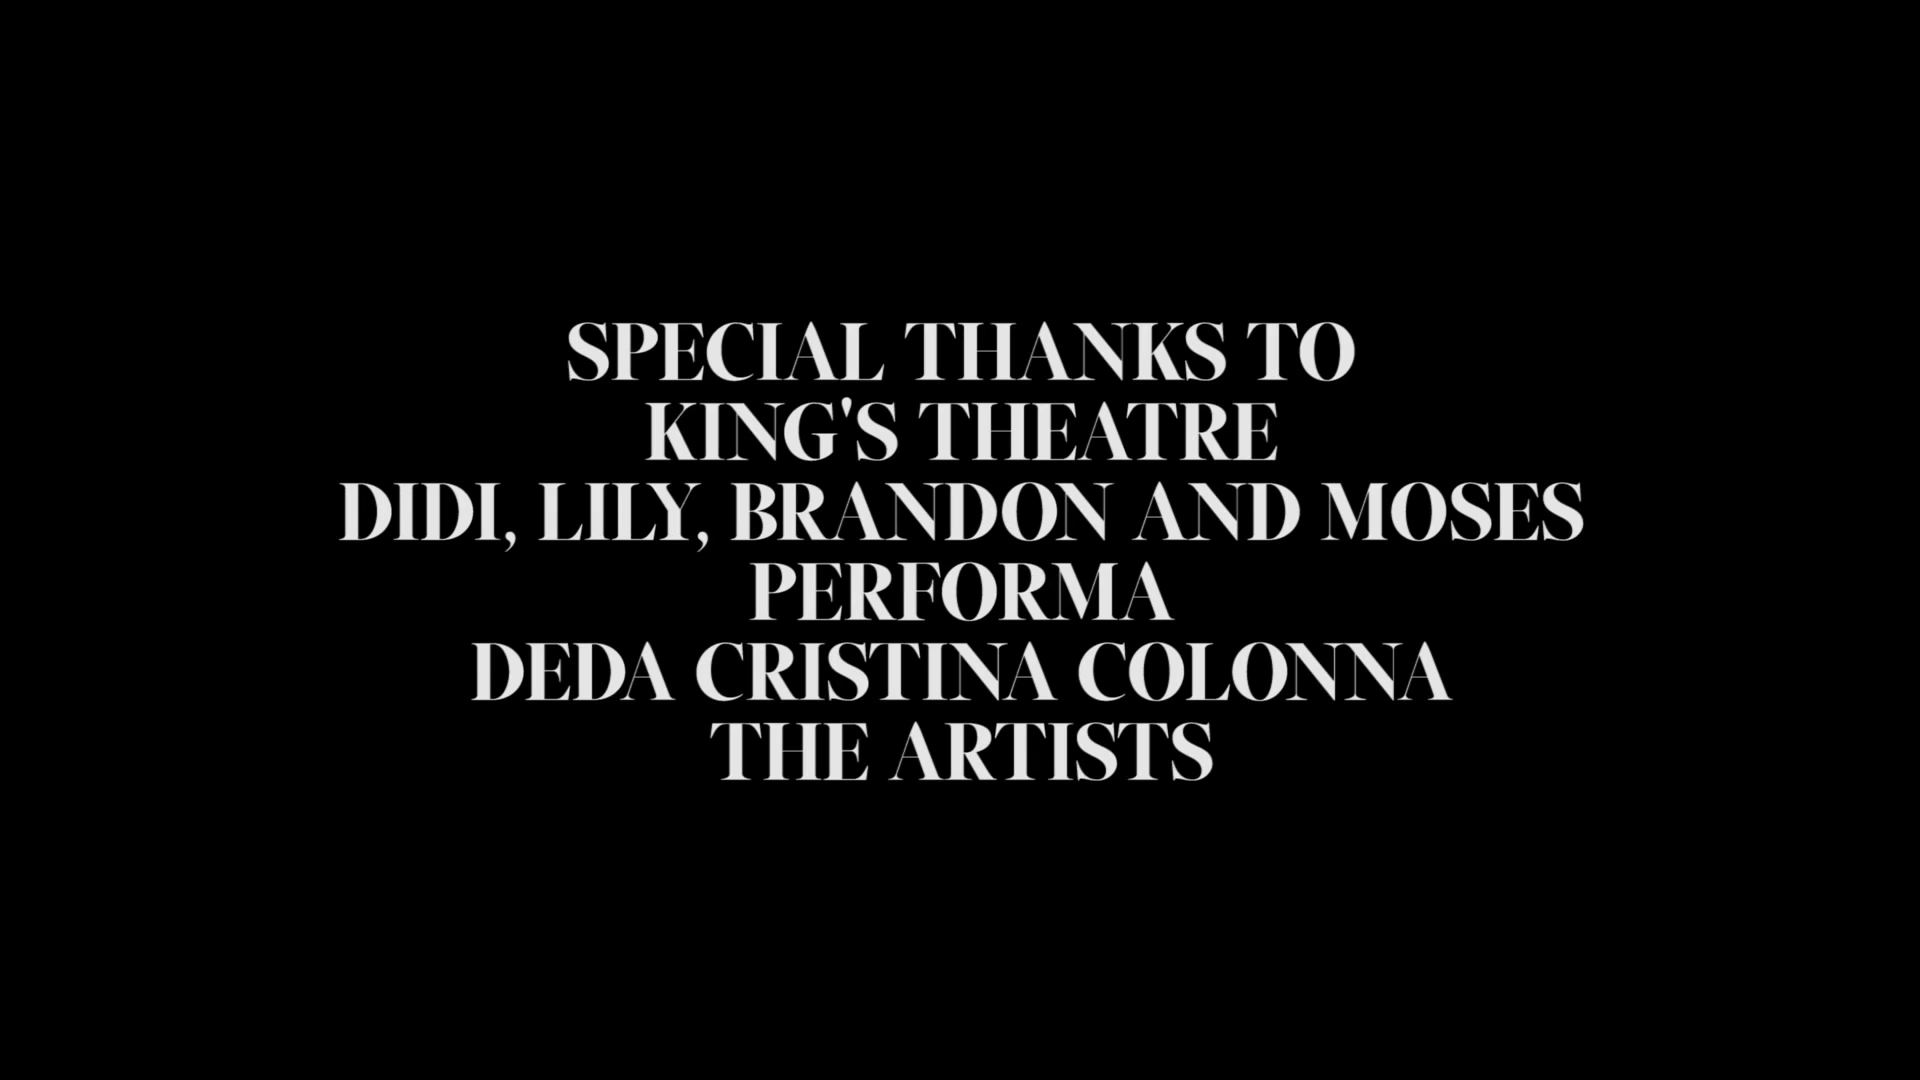 SPECIAL THANKS TO
KING'S THEATRE
DIDI, LILY, BRANDON AND MOSES
PERFORMA
DEDA CRISTINA COLONNA
THE ARTISTS